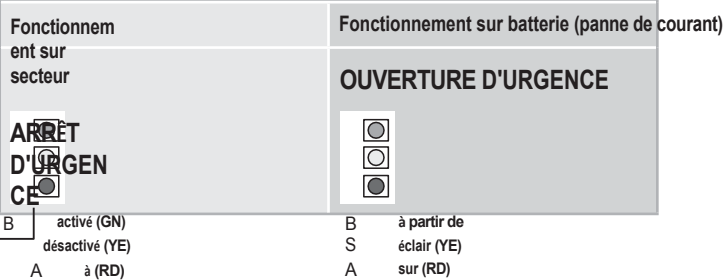 Fonctionnem
ent sur
secteur
Fonctionnement sur batterie (panne de courant)
OUVERTURE D'URGENCE
ARRÊT
D'URGEN
CE
B activé (GN)
désactivé (YE)
A à (RD)
B à partir de
S éclair (YE)
A sur (RD)